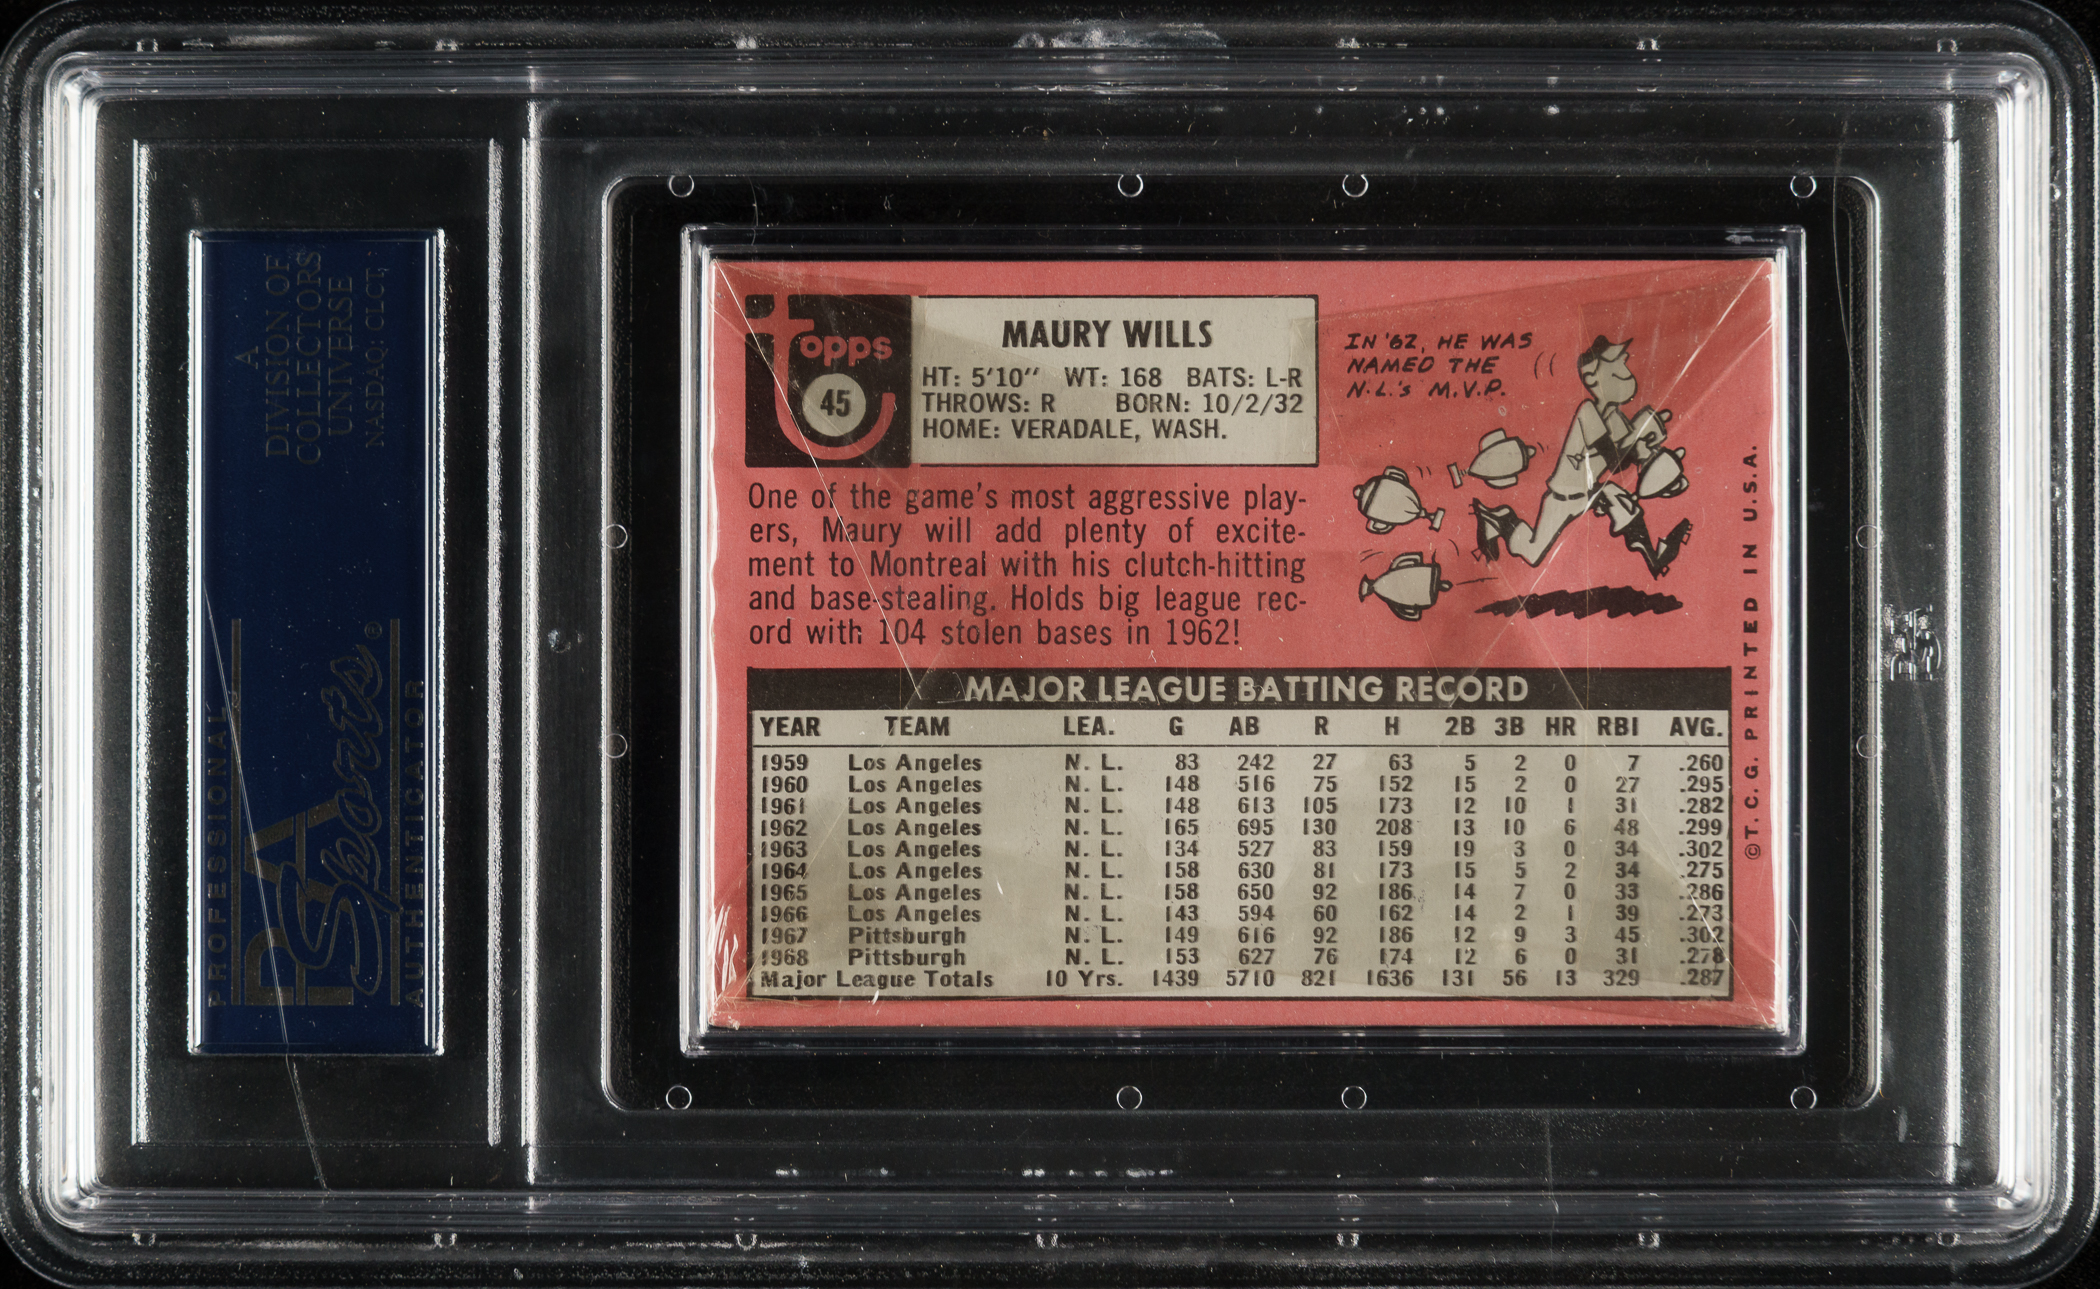 A
DIVISION OF
COLLECTORS
UNIVERSE
NASDAQ: CLCT
PROFESSIONAL
PSA
Sports®
AUTHENTICATOR
Topps
45
MAURY WILLS
HT: 5'10" WT: 168 BATS: L-R
THROWS: R BORN: 10/2/32
HOME: VERADALE, WASH.
IN '62, HE WAS
NAMED THE
N.L.'s M.V.P.
One of the game's most aggressive play-
ers, Maury will add plenty of excite-
ment to Montreal with his clutch-hitting
and base-stealing. Holds big league rec-
ord with 104 stolen bases in 1962!
MAJOR LEAGUE BATTING RECORD
YEAR TEAM LEA. G AB R H 2B 3B HR RBI AVG.
1959 Los Angeles N. L. 83 242 27 63 5 2 0 7 .260
1960 Los Angeles N. L. 148 516 75 152 15 2 0 27 .295
1961 Los Angeles N. L. 148 613 105 173 12 10 1 31 .282
1962 Los Angeles N. L. 165 695 130 208 13 10 6 48 .299
1963 Los Angeles N. L. 134 527 83 159 19 3 0 34 .302
1964 Los Angeles N. L. 158 630 81 173 15 5 2 34 .275
1965 Los Angeles N. L. 158 650 92 186 14 7 0 33 .286
1966 Los Angeles N. L. 143 594 60 162 14 2 1 39 .273
1967 Pittsburgh N. L. 149 616 92 186 12 9 3 45 .302
1968 Pittsburgh N. L. 153 627 76 174 12 6 0 31 .278
Major League Totals 10 Yrs. 1439 5710 821 1636 131 56 13 329 .287
© T. C. G. PRINTED IN U.S.A.
PSA